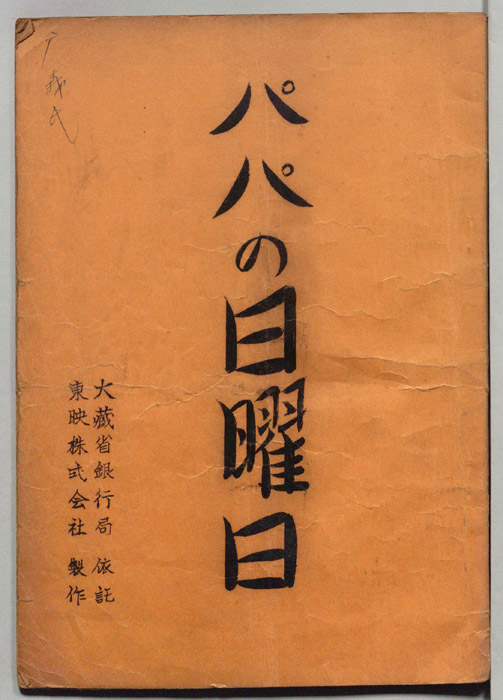 パパの日曜日
大蔵省銀行局 依託
東映株式会社 製作